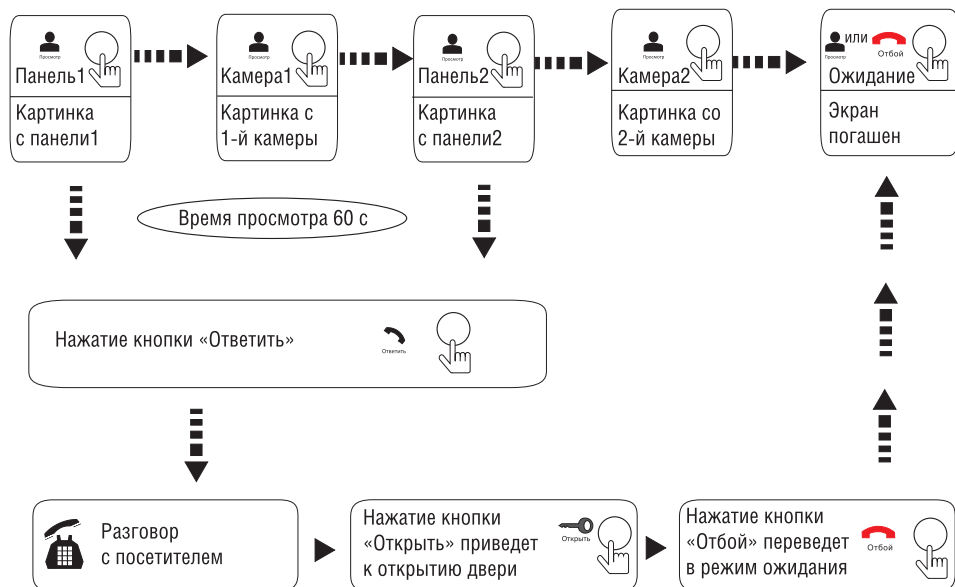 Просмотр
Панель1
Картинка
с панели1
Просмотр
Камера1
Картинка с
1-й камеры
Просмотр
Панель2
Картинка
с панели2
Просмотр
Камера2
Картинка со
2-й камеры
или
Просмотр
Отбой
Ожидание
Экран
погашен
Время просмотра 60 с
Нажатие кнопки «Ответить»
Ответить
Разговор
с посетителем
Нажатие кнопки
«Открыть» приведет
к открытию двери
Открыть
Нажатие кнопки
«Отбой» переведет
в режим ожидания
Отбой